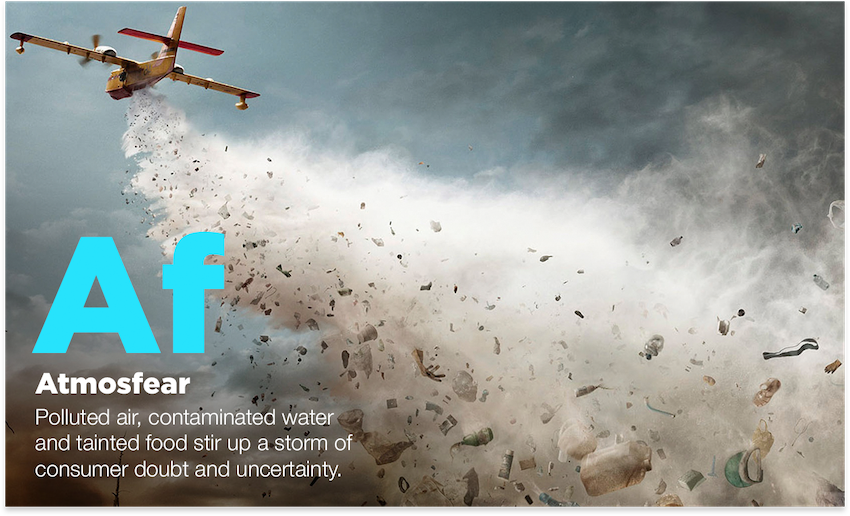 Af
Atmosfear
Polluted air, contaminated water
and tainted food stir up a storm of
consumer doubt and uncertainty.